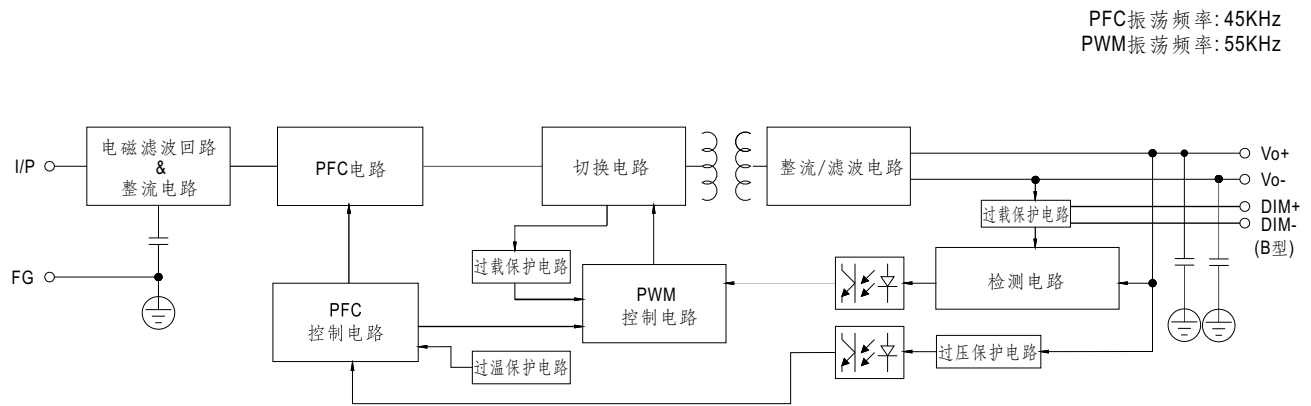 PFC振荡频率: 45KHz
PWM振荡频率: 55KHz
I/P
电磁滤波回路
&
整流电路
PFC电路
切换电路
整流/滤波电路
Vo+
Vo-
过载保护电路
DIM+
DIM-
(B型)
过载保护电路
FG
PFC
控制电路
PWM
控制电路
检测电路
过温保护电路
过压保护电路